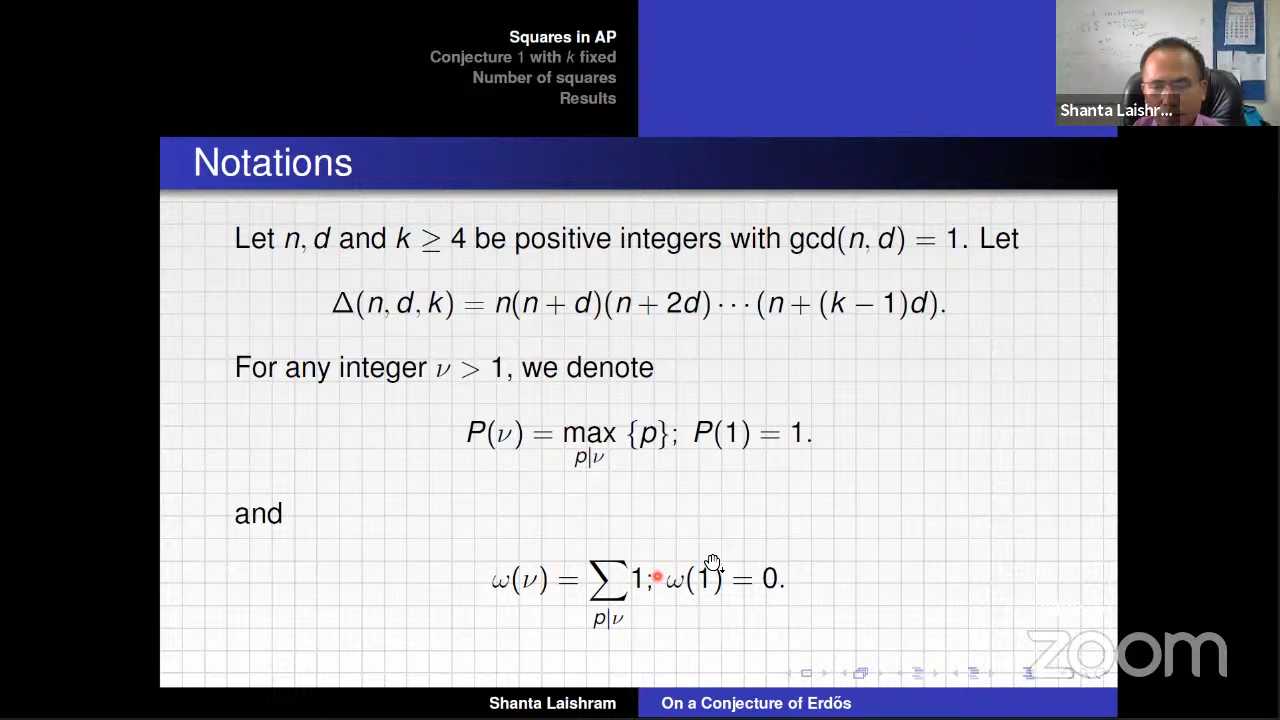 Squares in AP
Conjecture 1 with k fixed
Number of squares
Results
Shanta Laishr...
Notations
Let n, d and k ≥ 4 be positive integers with gcd(n, d) = 1. Let
Δ(n, d, k) = n(n + d)(n + 2d) ··· (n + (k − 1)d).
For any integer ν > 1, we denote
P(ν) = max {p}; P(1) = 1.
p|ν
and
ω(ν) = ∑ 1; ω(1) = 0.
p|ν
zoom
Shanta Laishram
On a Conjecture of Erdős